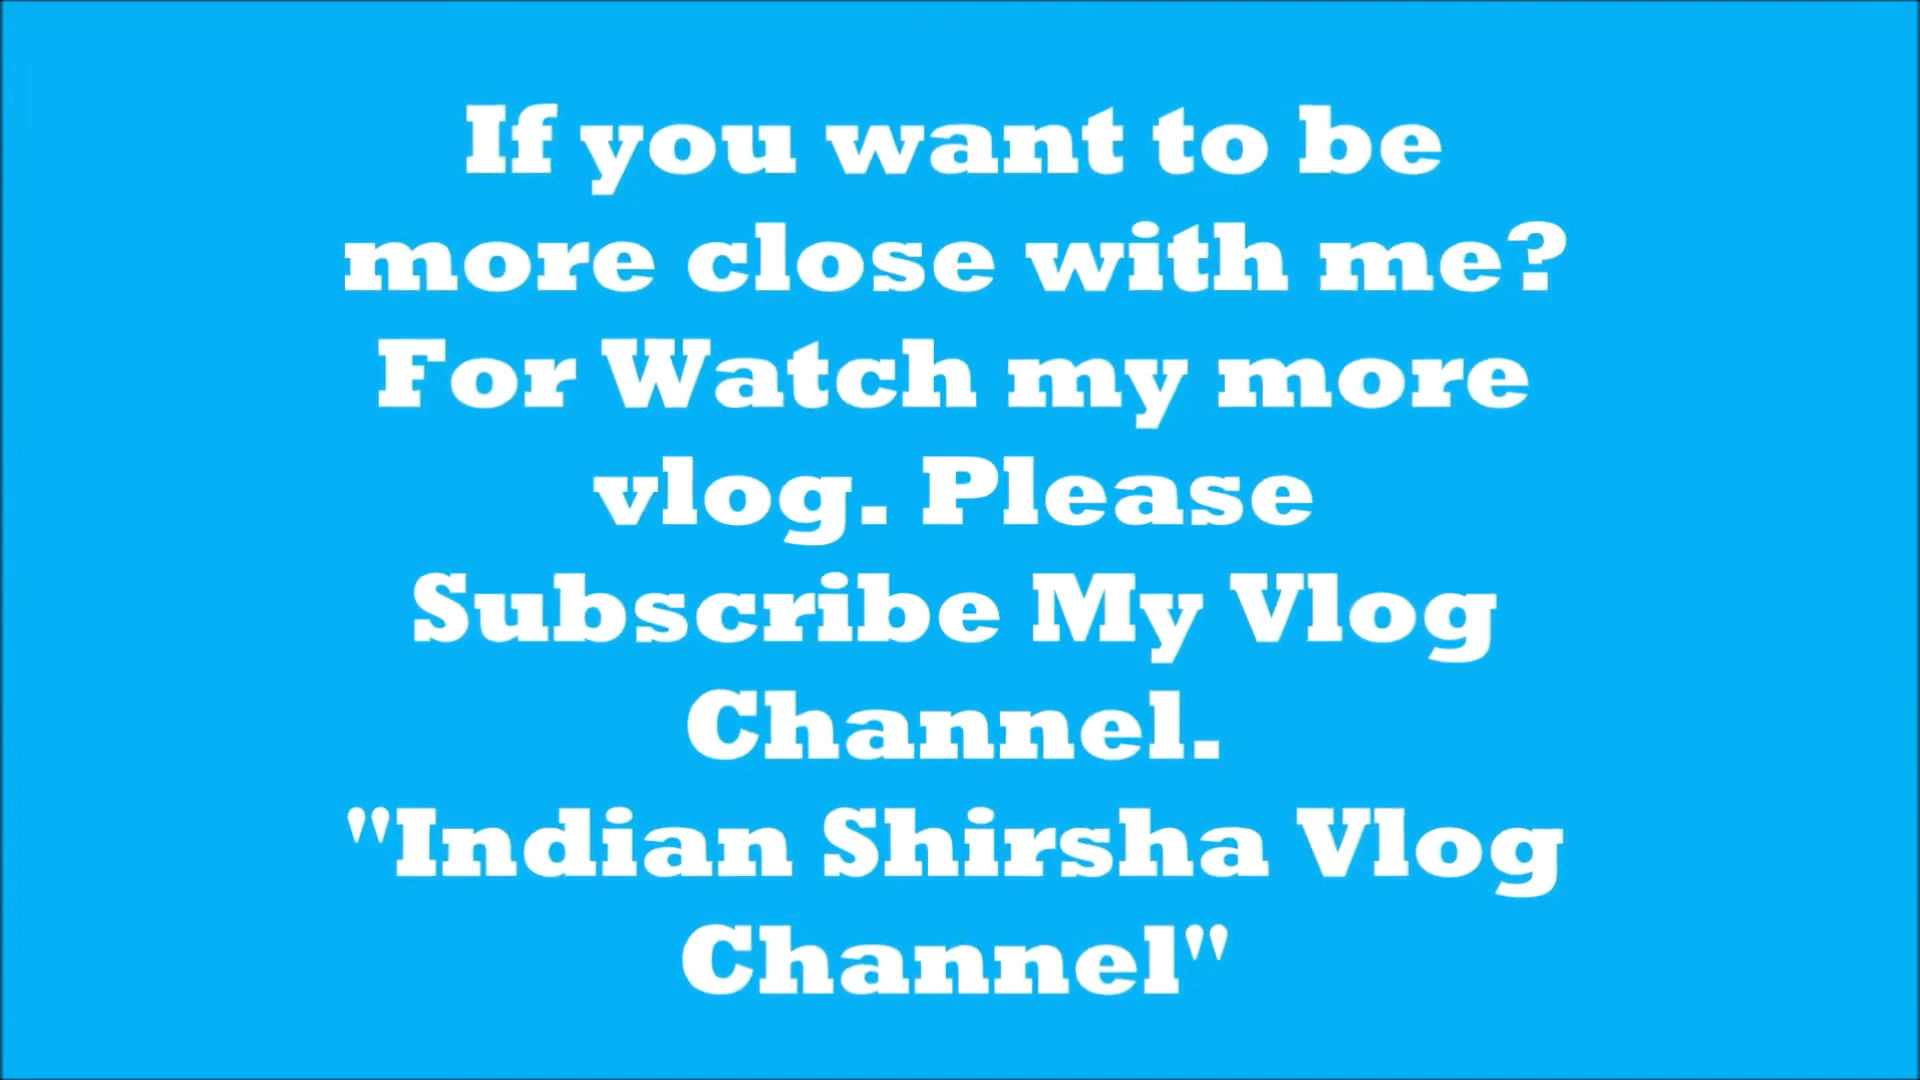 If you want to be
more close with me?
For Watch my more
vlog. Please
Subscribe My Vlog
Channel.
"Indian Shirsha Vlog
Channel"